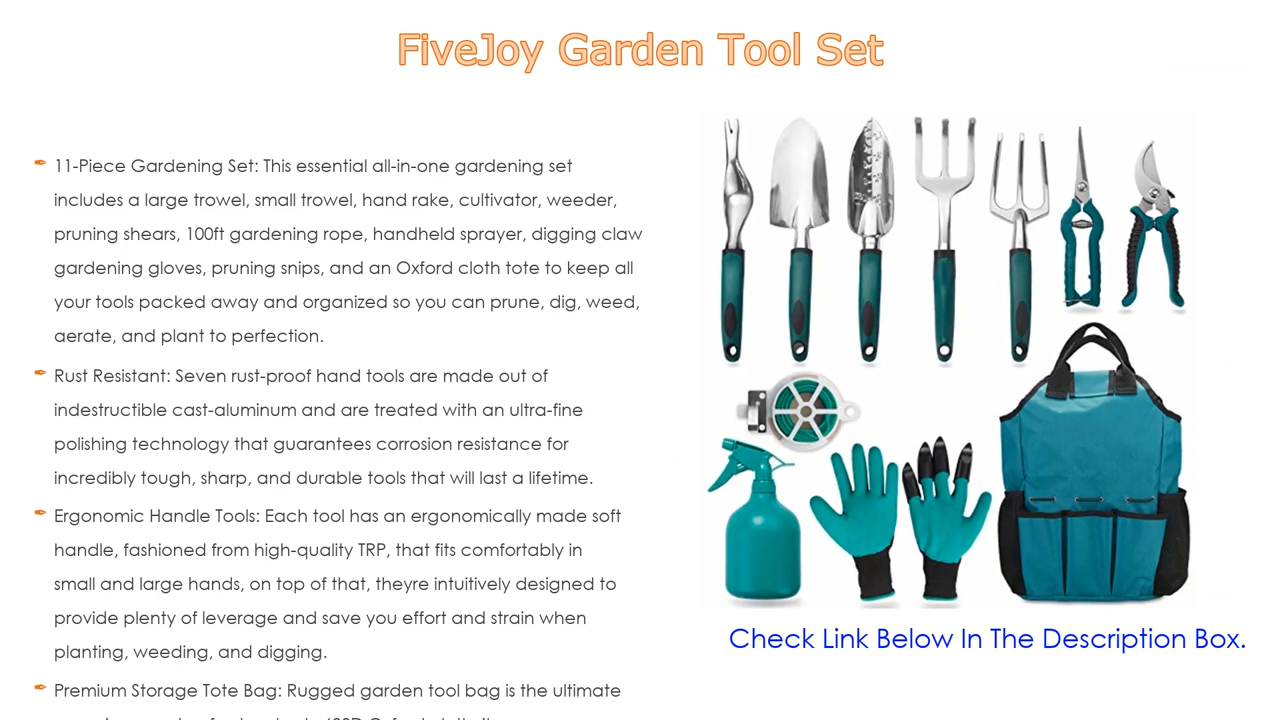 FiveJoy Garden Tool Set
11-Piece Gardening Set: This essential all-in-one gardening set
includes a large trowel, small trowel, hand rake, cultivator, weeder,
pruning shears, 100ft gardening rope, handheld sprayer, digging claw
gardening gloves, pruning snips, and an Oxford cloth tote to keep all
your tools packed away and organized so you can prune, dig, weed,
aerate, and plant to perfection.
Rust Resistant: Seven rust-proof hand tools are made out of
indestructible cast-aluminum and are treated with an ultra-fine
polishing technology that guarantees corrosion resistance for
incredibly tough, sharp, and durable tools that will last a lifetime.
Ergonomic Handle Tools: Each tool has an ergonomically made soft
handle, fashioned from high-quality TRP, that fits comfortably in
small and large hands, on top of that, theyre intuitively designed to
provide plenty of leverage and save you effort and strain when
planting, weeding, and digging.
Premium Storage Tote Bag: Rugged garden tool bag is the ultimate
Check Link Below In The Description Box.